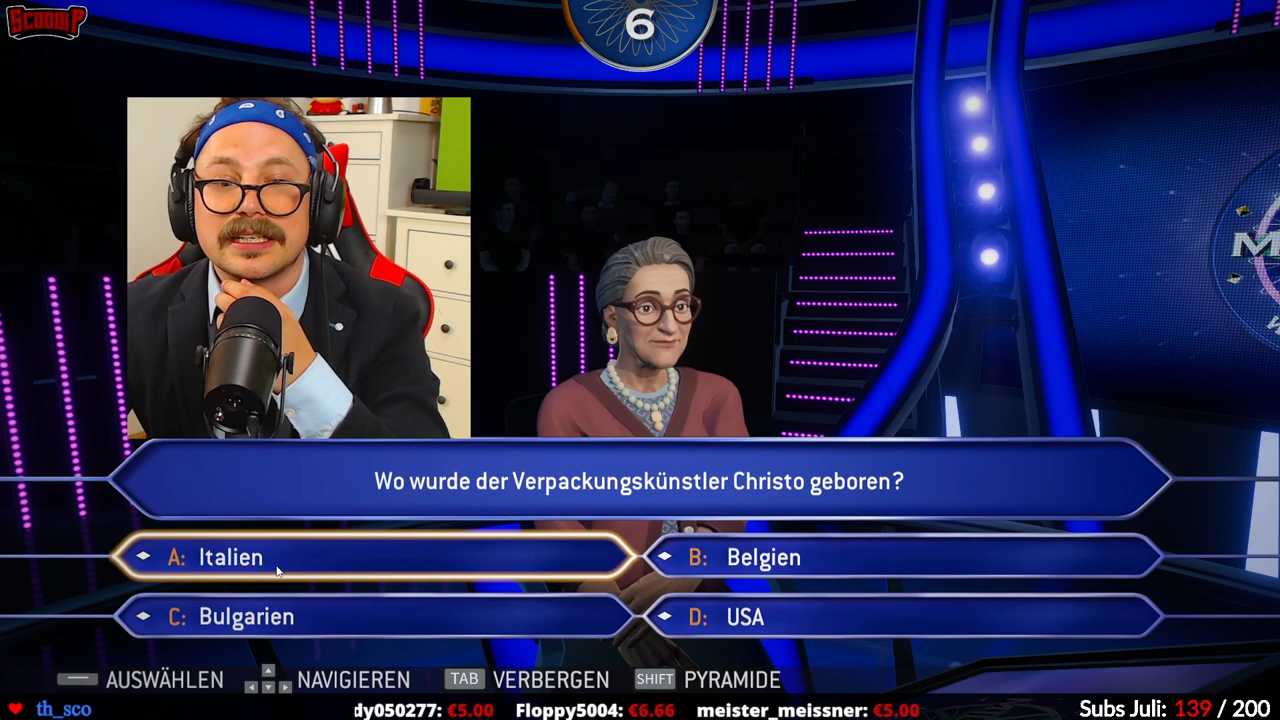 SCOODIP
6
M
Wo wurde der Verpackungskünstler Christo geboren?
A: Italien
B: Belgien
C: Bulgarien
D: USA
AUSWÄHLEN
NAVIGIEREN
TAB VERBERGEN
SHIFT PYRAMIDE
th_sco
dy050277: €5.00 Floppy5004: €6.66 meister_meissner: €5.00
Subs Juli: 139 / 200